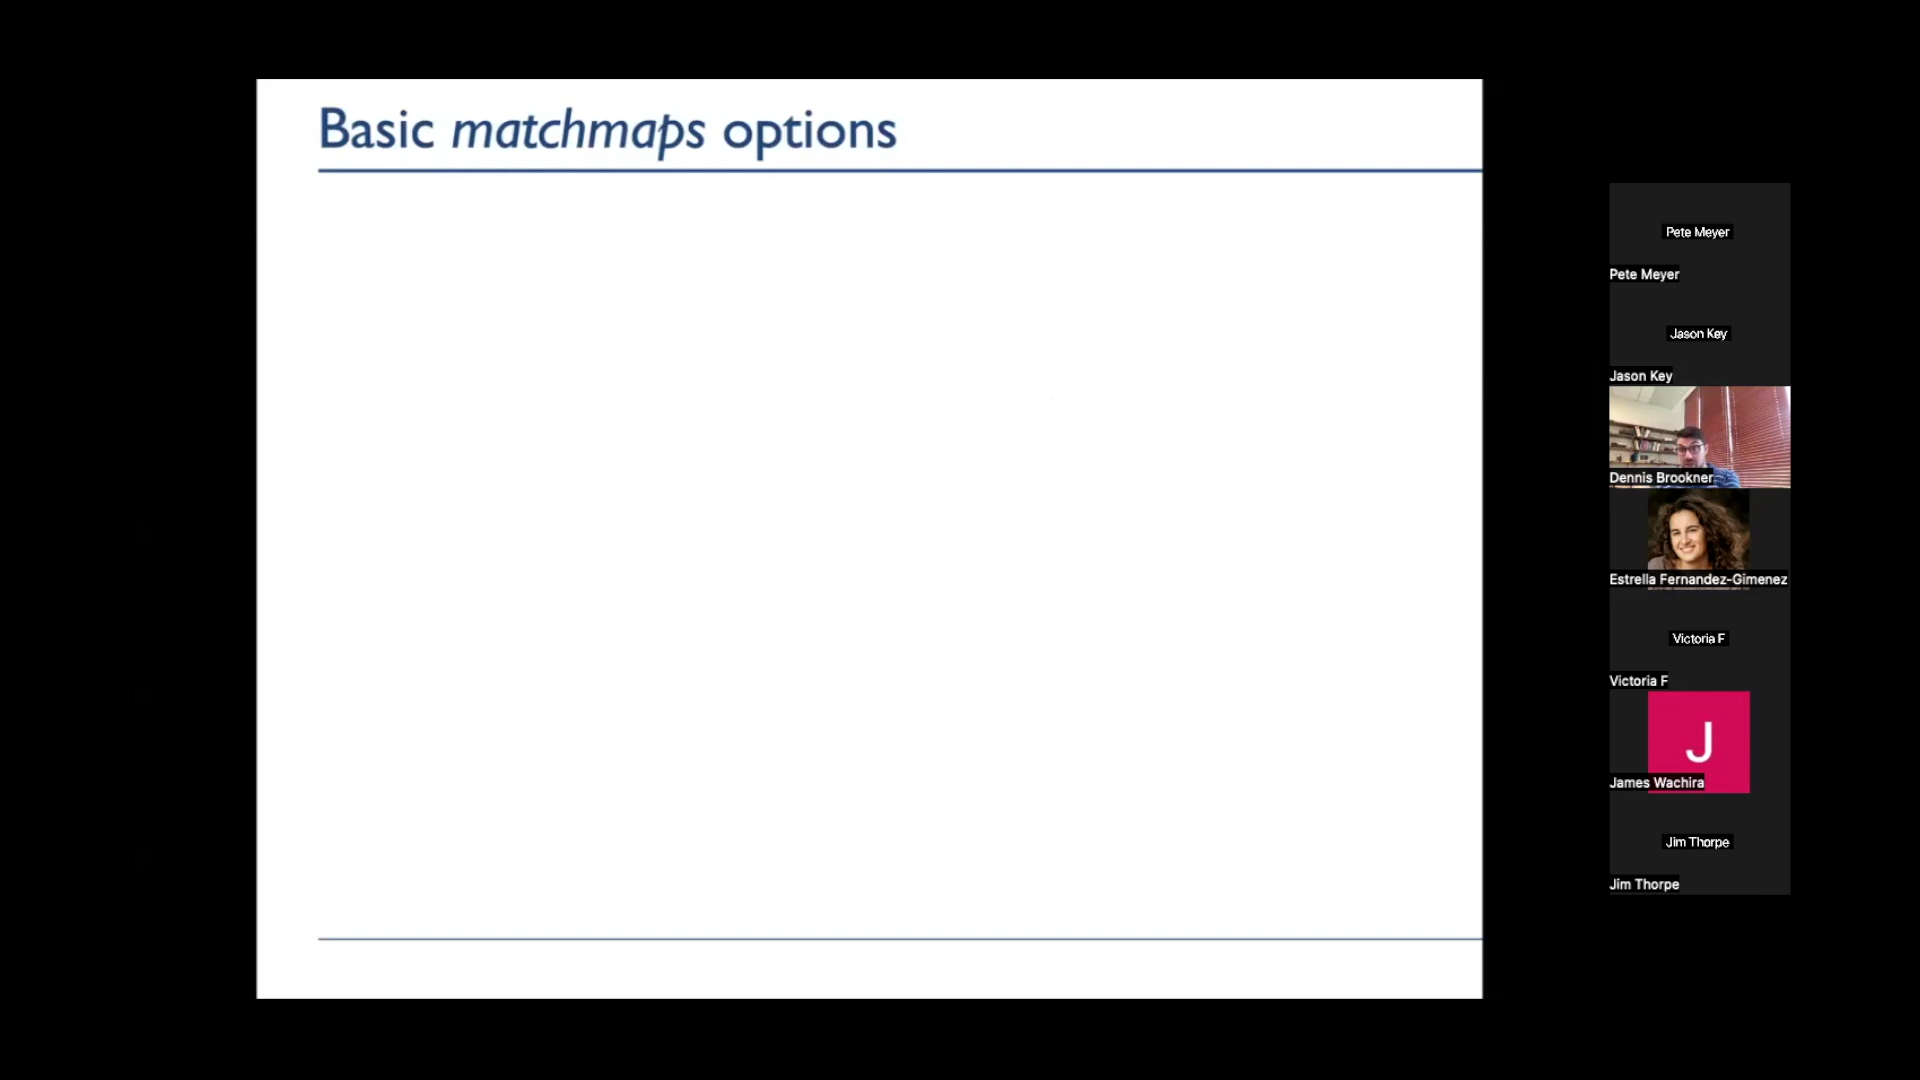 Basic matchmaps options
Pete Meyer
Pete Meyer
Jason Key
Jason Key
Dennis Brookner
Estrella Fernandez-Gimenez
Victoria F
Victoria F
J
James Wachira
Jim Thorpe
Jim Thorpe